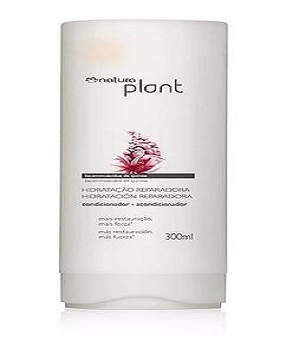 natura
plant
HIDRATAÇÃO REPARADORA
HIDRATACIÓN REPARADORA
condicionador • acondicionador
mais restauração,
mais força*
más restauración,
más fuerza*
300ml